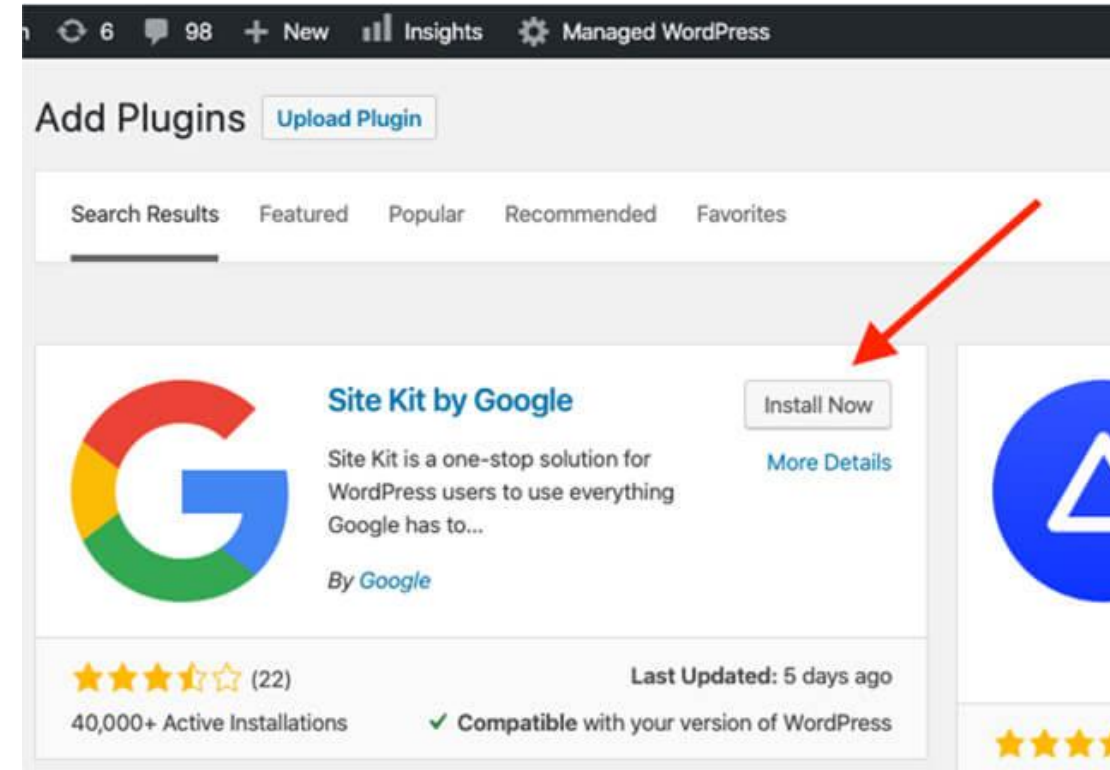 6 98 + New Insights Managed WordPress
Add Plugins Upload Plugin
Search Results Featured Popular Recommended Favorites
Site Kit by Google
Install Now
Site Kit is a one-stop solution for
WordPress users to use everything
Google has to...
More Details
By Google
(22)
Last Updated: 5 days ago
40,000+ Active Installations
✓ Compatible with your version of WordPress